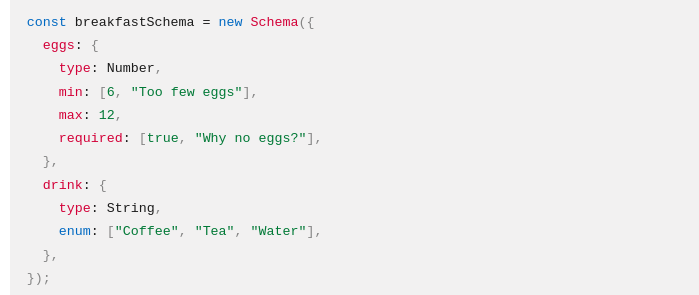 const breakfastSchema = new Schema({
  eggs: {
    type: Number,
    min: [6, "Too few eggs"],
    max: 12,
    required: [true, "Why no eggs?"],
  },
  drink: {
    type: String,
    enum: ["Coffee", "Tea", "Water"],
  },
});